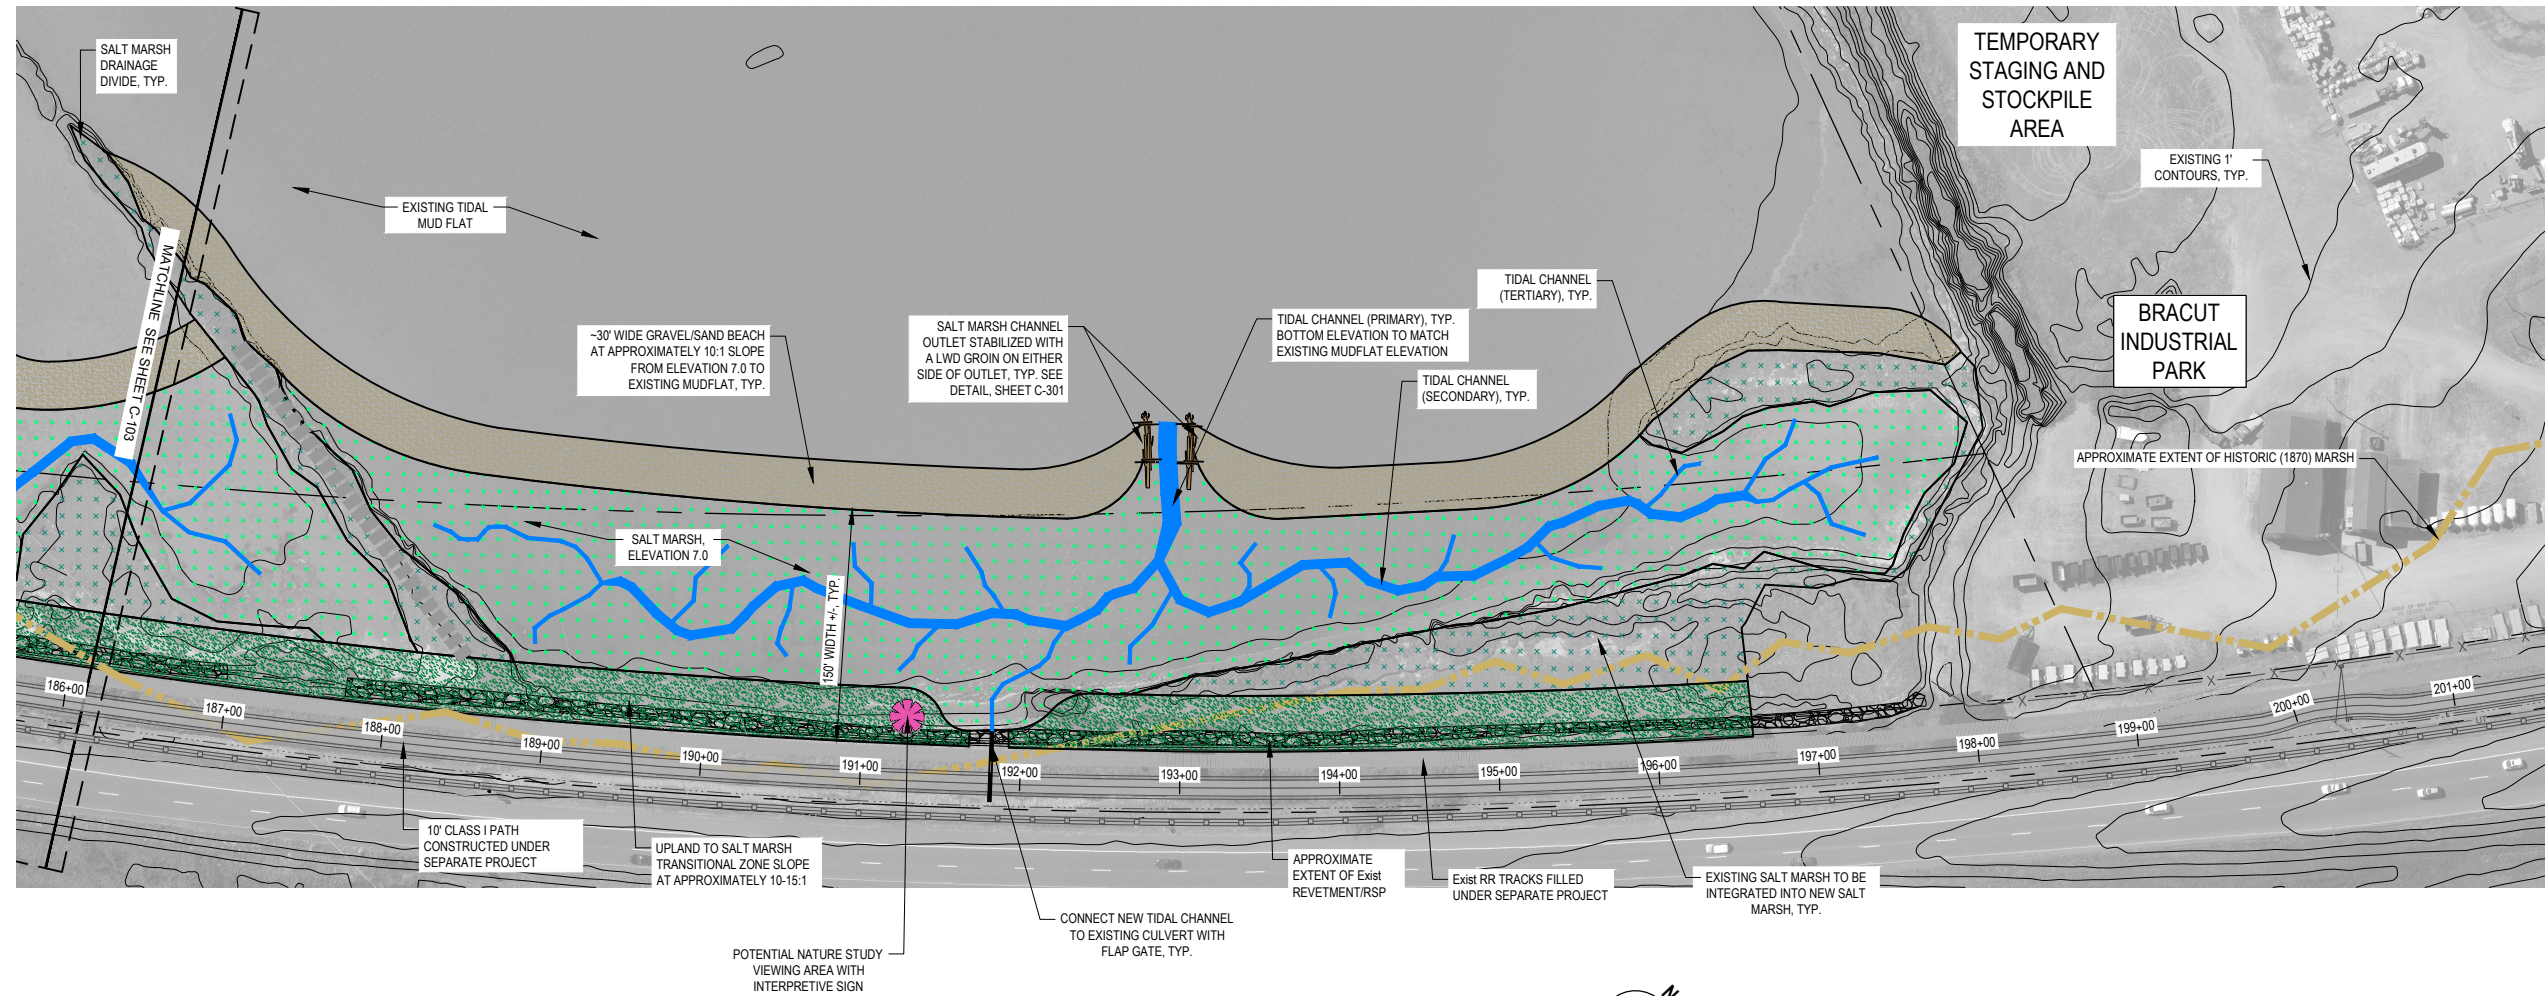 SALT MARSH
DRAINAGE
DIVIDE, TYP.
TEMPORARY
STAGING AND
STOCKPILE
AREA
EXISTING 1'
CONTOURS, TYP.
EXISTING TIDAL
MUD FLAT
MATCHLINE SEE SHEET C-103
~30' WIDE GRAVEL/SAND BEACH
AT APPROXIMATELY 10:1 SLOPE
FROM ELEVATION 7.0 TO
EXISTING MUDFLAT, TYP.
SALT MARSH CHANNEL
OUTLET STABILIZED WITH
A LWD GROIN ON EITHER
SIDE OF OUTLET, TYP. SEE
DETAIL, SHEET C-301
TIDAL CHANNEL (PRIMARY), TYP.
BOTTOM ELEVATION TO MATCH
EXISTING MUDFLAT ELEVATION
TIDAL CHANNEL
(TERTIARY), TYP.
TIDAL CHANNEL
(SECONDARY), TYP.
BRACUT
INDUSTRIAL
PARK
APPROXIMATE EXTENT OF HISTORIC (1870) MARSH
SALT MARSH,
ELEVATION 7.0
150' WIDTH +/-, TYP.
186+00
187+00
188+00
189+00
190+00
191+00
192+00
193+00
194+00
195+00
196+00
197+00
198+00
199+00
200+00
201+00
UT
10' CLASS I PATH
CONSTRUCTED UNDER
SEPARATE PROJECT
UPLAND TO SALT MARSH
TRANSITIONAL ZONE SLOPE
AT APPROXIMATELY 10-15:1
APPROXIMATE
EXTENT OF Exist
REVETMENT/RSP
Exist RR TRACKS FILLED
UNDER SEPARATE PROJECT
EXISTING SALT MARSH TO BE
INTEGRATED INTO NEW SALT
MARSH, TYP.
CONNECT NEW TIDAL CHANNEL
TO EXISTING CULVERT WITH
FLAP GATE, TYP.
POTENTIAL NATURE STUDY
VIEWING AREA WITH
INTERPRETIVE SIGN